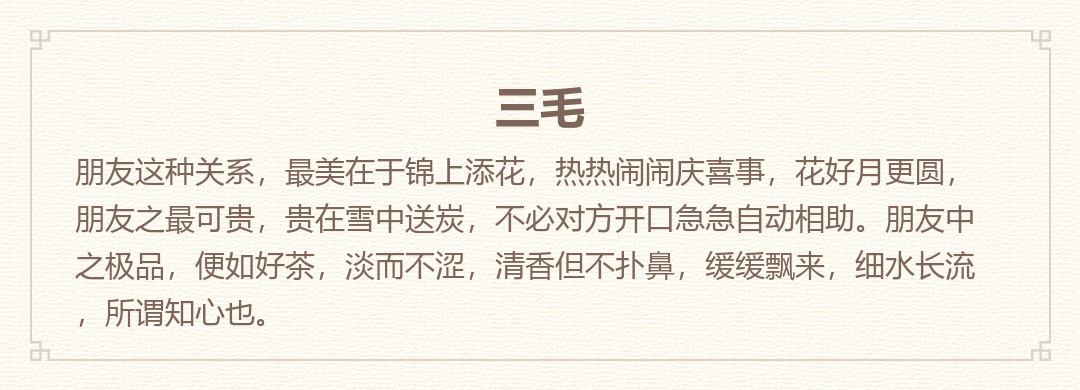 三毛
朋友这种关系，最美在于锦上添花，热热闹闹庆喜事，花好月更圆，
朋友之最可贵，贵在雪中送炭，不必对方开口急急自动相助。朋友中
之极品，便如好茶，淡而不涩，清香但不扑鼻，缓缓飘来，细水长流
，所谓知心也。